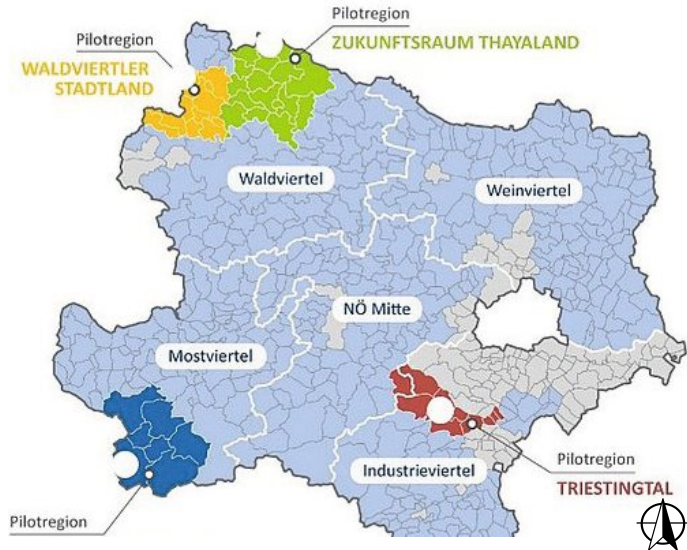 Pilotregion
ZUKUNFTSRAUM THAYALAND
Pilotregion
WALDVIERTLER
STADTLAND
Waldviertel
Weinviertel
NÖ Mitte
Mostviertel
Industrieviertel
Pilotregion
TRIESTINGTAL
Pilotregion